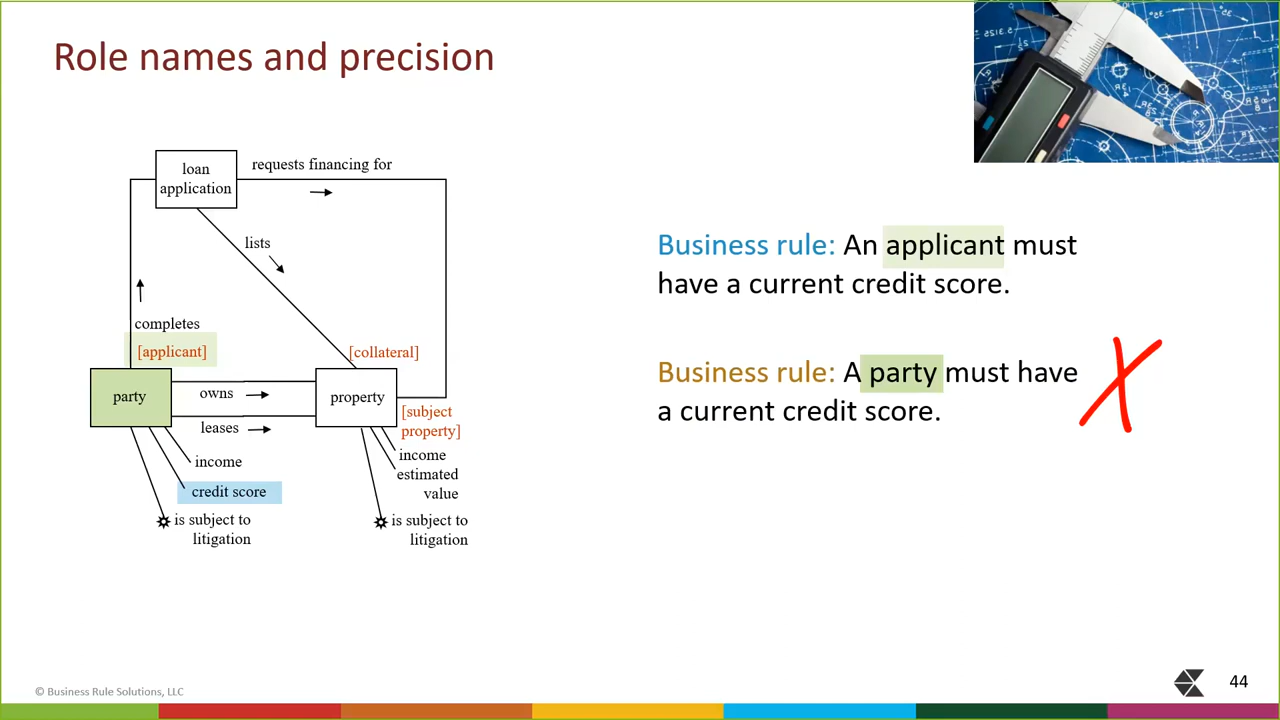 Role names and precision
loan
application
requests financing for
lists
completes
[applicant]
[collateral]
party
owns
property
leases
[subject
property]
income
credit score
is subject to
litigation
income
estimated
value
is subject to
litigation
Business rule: An applicant must
have a current credit score.
Business rule: A party must have
a current credit score.
© Business Rule Solutions, LLC
44